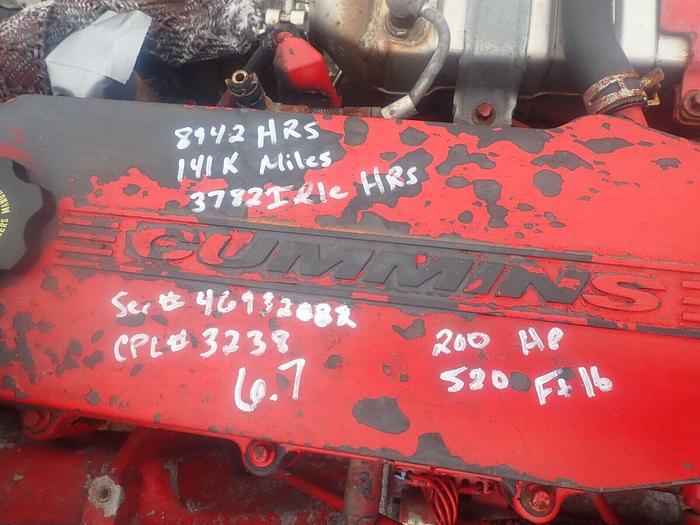 8942 HRS
141K Miles
3782 Idle HRS
CUMMINS
Ser# 46932082
CPL# 3238
6.7
200 HP
520 Ft lb